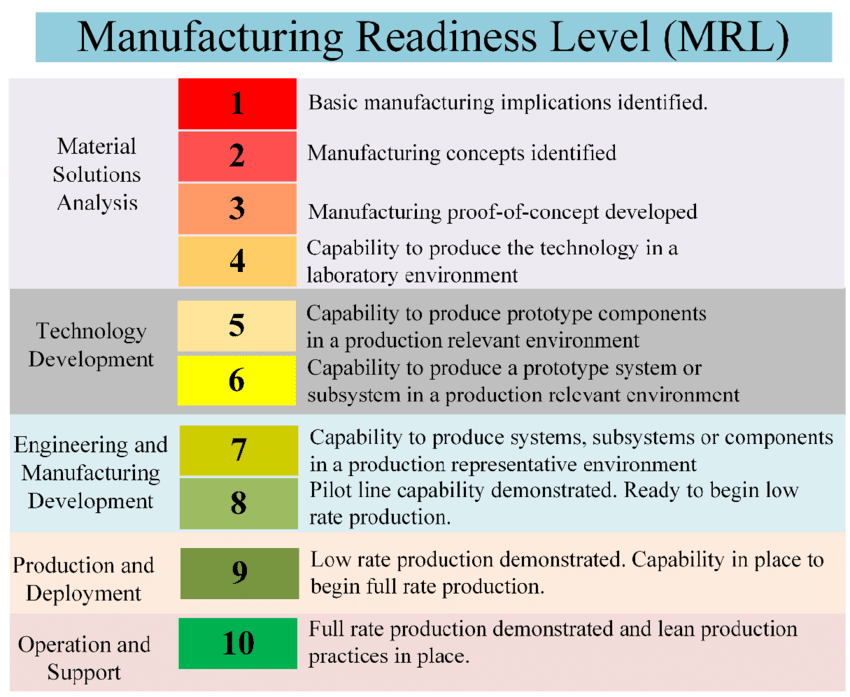 Manufacturing Readiness Level (MRL)
Material
Solutions
Analysis
1
Basic manufacturing implications identified.
2
Manufacturing concepts identified
3
Manufacturing proof-of-concept developed
4
Capability to produce the technology in a
laboratory environment
Technology
Development
5
Capability to produce prototype components
in a production relevant environment
6
Capability to produce a prototype system or
subsystem in a production relevant environment
Engineering and
Manufacturing
Development
7
Capability to produce systems, subsystems or components
in a production representative environment
8
Pilot line capability demonstrated. Ready to begin low
rate production.
Production and
Deployment
9
Low rate production demonstrated. Capability in place to
begin full rate production.
Operation and
Support
10
Full rate production demonstrated and lean production
practices in place.